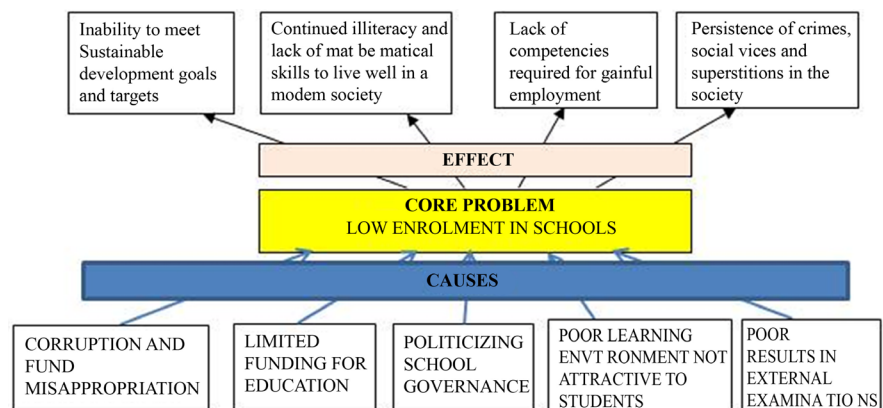 Inability to meet
Sustainable
development goals
and targets
Continued illiteracy and
lack of mat be matical
skills to live well in a
modem society
Lack of
competencies
required for gainful
employment
Persistence of crimes,
social vices and
superstitions in the
society
EFFECT
CORE PROBLEM
LOW ENROLMENT IN SCHOOLS
CAUSES
CORRUPTION AND
FUND
MISAPPROPRIATION
LIMITED
FUNDING FOR
EDUCATION
POLITICIZING
SCHOOL
GOVERNANCE
POOR LEARNING
ENVT RONMENT NOT
ATTRACTIVE TO
STUDENTS
POOR
RESULTS IN
EXTERNAL
EXAMINA TIO NS